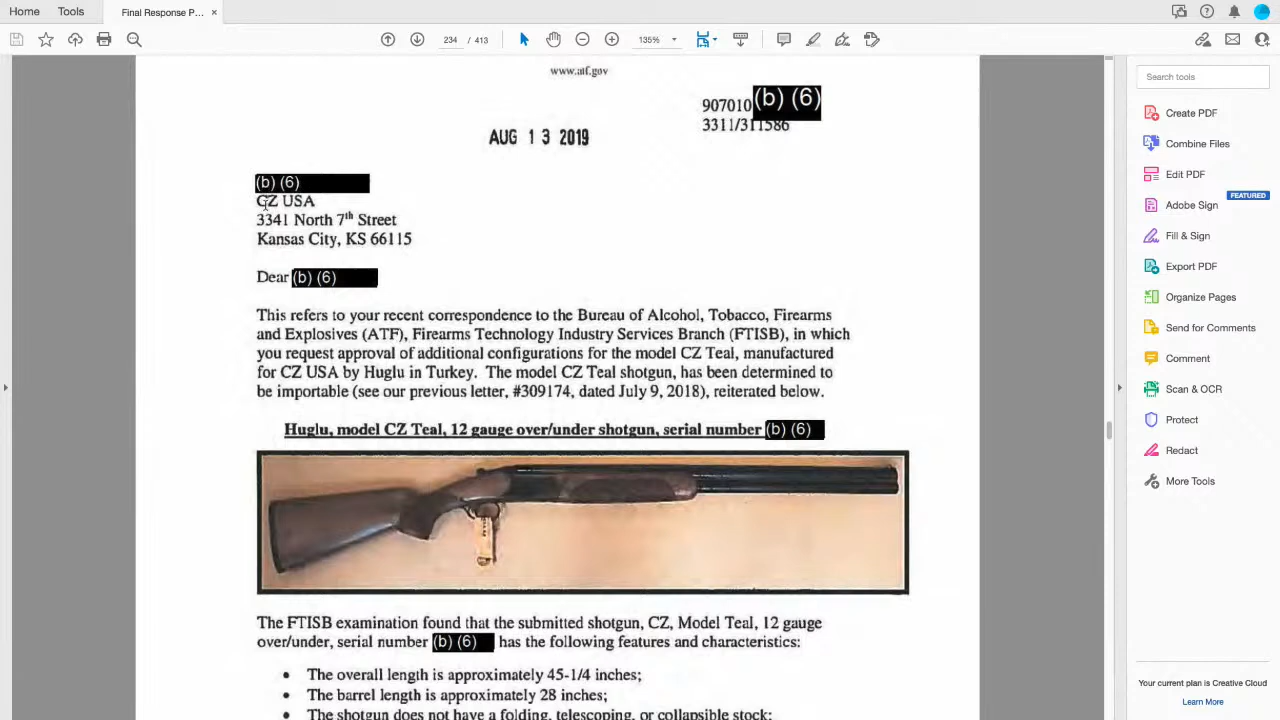 Home
Tools
Final Response P...
×
234 / 413
135%
www.atf.gov
907010 (b) (6)
3311/311586
AUG 13 2019
(b) (6)
CZ USA
3341 North 7th Street
Kansas City, KS 66115
Dear (b) (6)
This refers to your recent correspondence to the Bureau of Alcohol, Tobacco, Firearms
and Explosives (ATF), Firearms Technology Industry Services Branch (FTISB), in which
you request approval of additional configurations for the model CZ Teal, manufactured
for CZ USA by Huglu in Turkey. The model CZ Teal shotgun, has been determined to
be importable (see our previous letter, #309174, dated July 9, 2018), reiterated below.
Huglu, model CZ Teal, 12 gauge over/under shotgun, serial number (b) (6)
The FTISB examination found that the submitted shotgun, CZ, Model Teal, 12 gauge
over/under, serial number (b) (6) has the following features and characteristics:
• The overall length is approximately 45-1/4 inches;
• The barrel length is approximately 28 inches;
• The shotgun does not have a folding, telescoping, or collapsible stock;
Search tools
Create PDF
Combine Files
Edit PDF
FEATURED
Adobe Sign
Fill & Sign
Export PDF
Organize Pages
Send for Comments
Comment
Scan & OCR
Protect
Redact
More Tools
Your current plan is Creative Cloud
Learn More